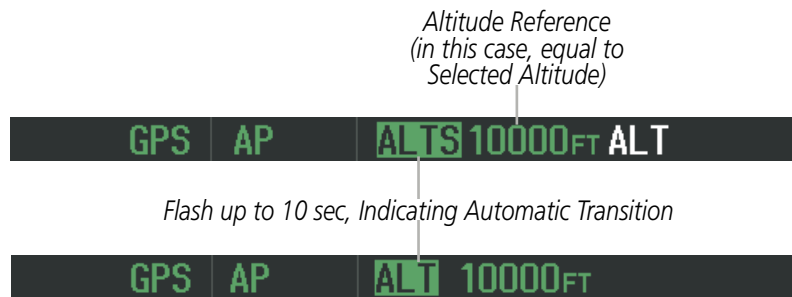 Altitude Reference
(in this case, equal to
Selected Altitude)
GPS AP ALTS 10000FT ALT
Flash up to 10 sec, Indicating Automatic Transition
GPS AP ALT 10000FT